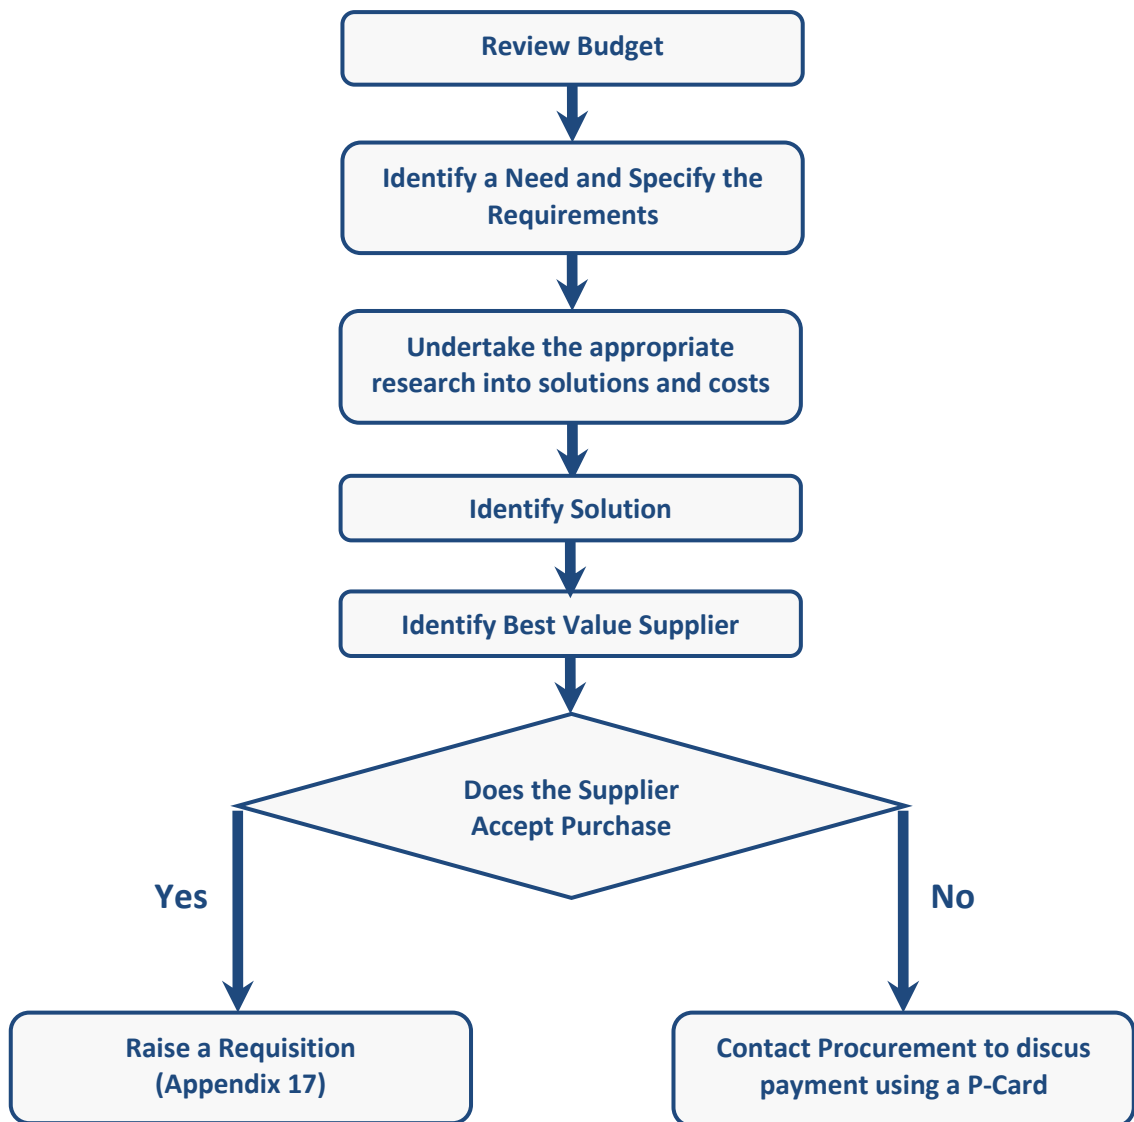 Review Budget
Identify a Need and Specify the
Requirements
Undertake the appropriate
research into solutions and costs
Identify Solution
Identify Best Value Supplier
Does the Supplier
Accept Purchase
Yes
No
Raise a Requisition
(Appendix 17)
Contact Procurement to discus
payment using a P-Card